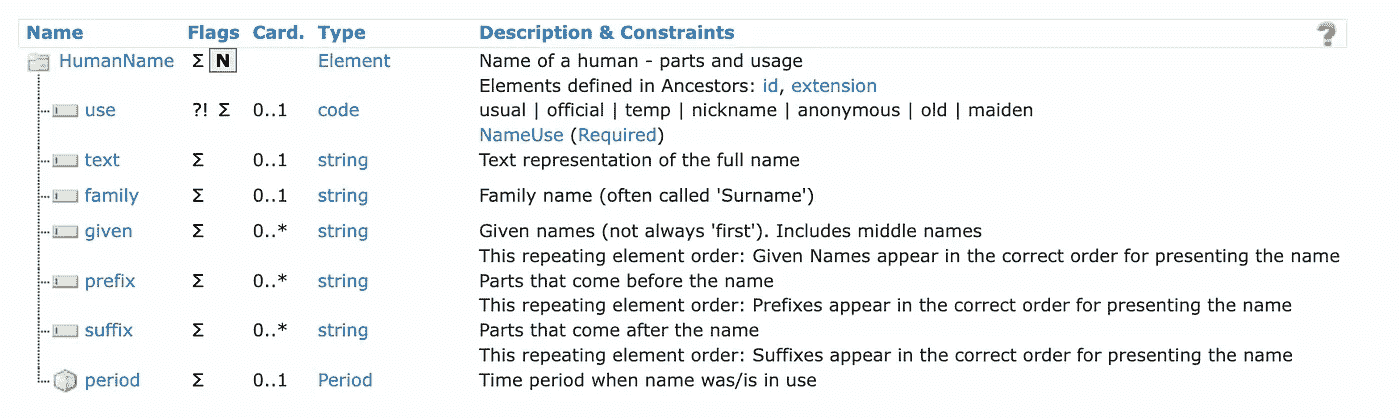 Name Flags Card. Type Description & Constraints ?
HumanName Σ N Element Name of a human - parts and usage
Elements defined in Ancestors: id, extension
use ?! Σ 0..1 code usual | official | temp | nickname | anonymous | old | maiden
NameUse (Required)
text Σ 0..1 string Text representation of the full name
family Σ 0..1 string Family name (often called 'Surname')
given Σ 0..* string Given names (not always 'first'). Includes middle names
This repeating element order: Given Names appear in the correct order for presenting the name
prefix Σ 0..* string Parts that come before the name
This repeating element order: Prefixes appear in the correct order for presenting the name
suffix Σ 0..* string Parts that come after the name
This repeating element order: Suffixes appear in the correct order for presenting the name
period Σ 0..1 Period Time period when name was/is in use